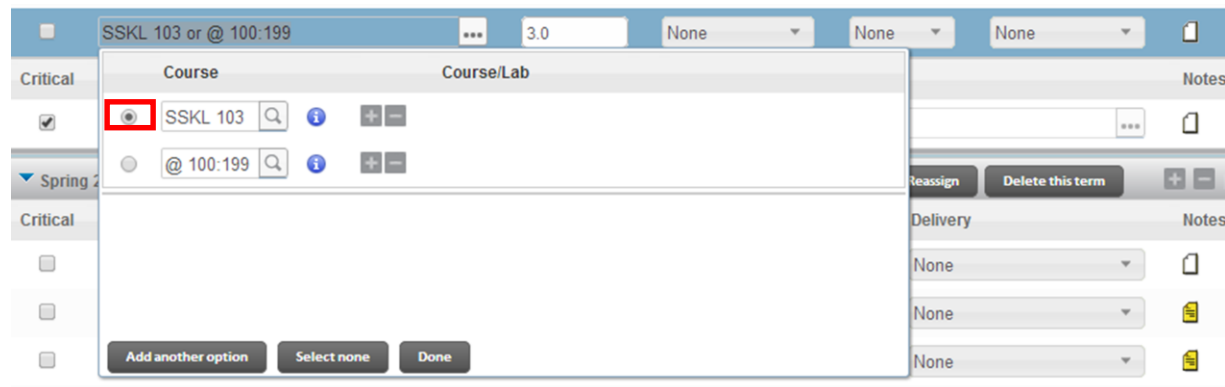 SSKL 103 or @ 100:199 ... 3.0 None None None
Critical Course Course/Lab Notes
SSKL 103
...
@ 100:199
Spring 2 Reassign Delete this term
Critical Delivery Notes
None
None
Add another option Select none Done None